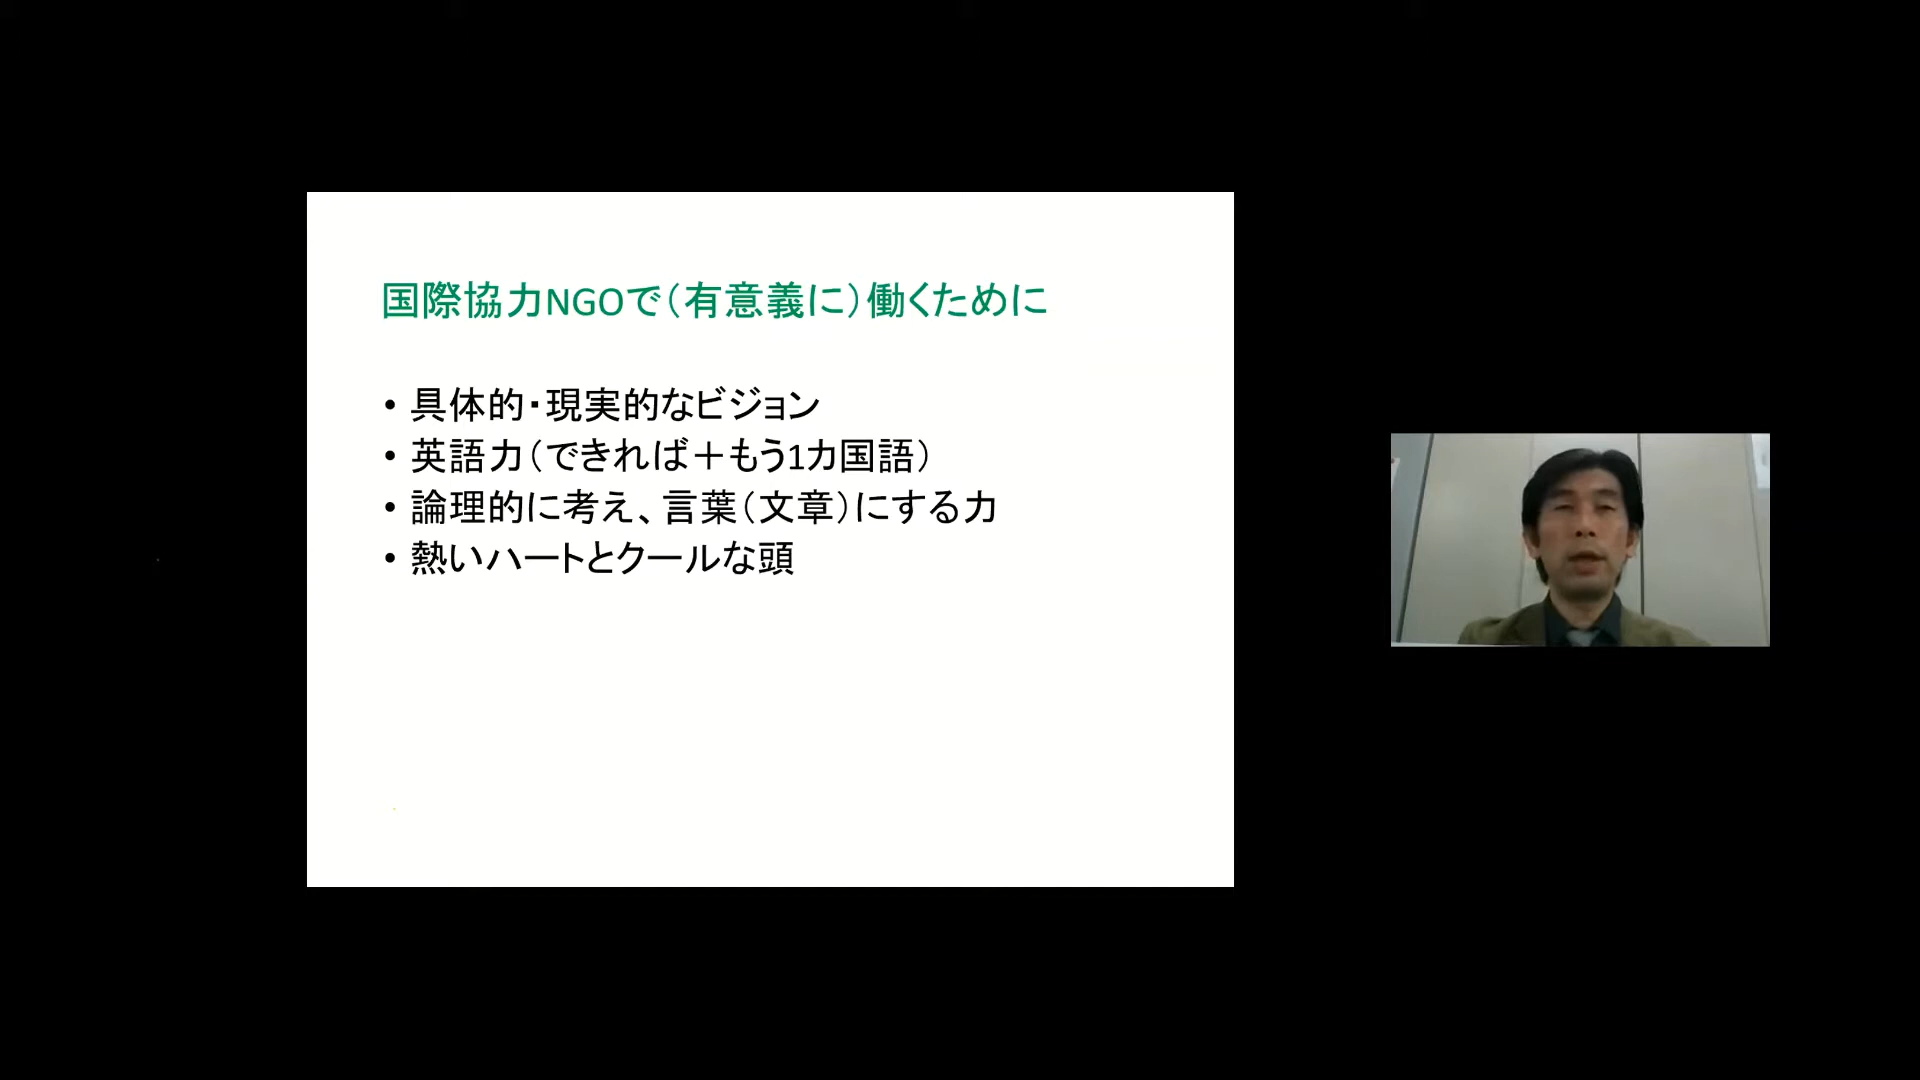 国際協力NGOで（有意義に）働くために
• 具体的・現実的なビジョン
• 英語力（できれば＋もう1カ国語）
• 論理的に考え、言葉（文章）にする力
• 熱いハートとクールな頭